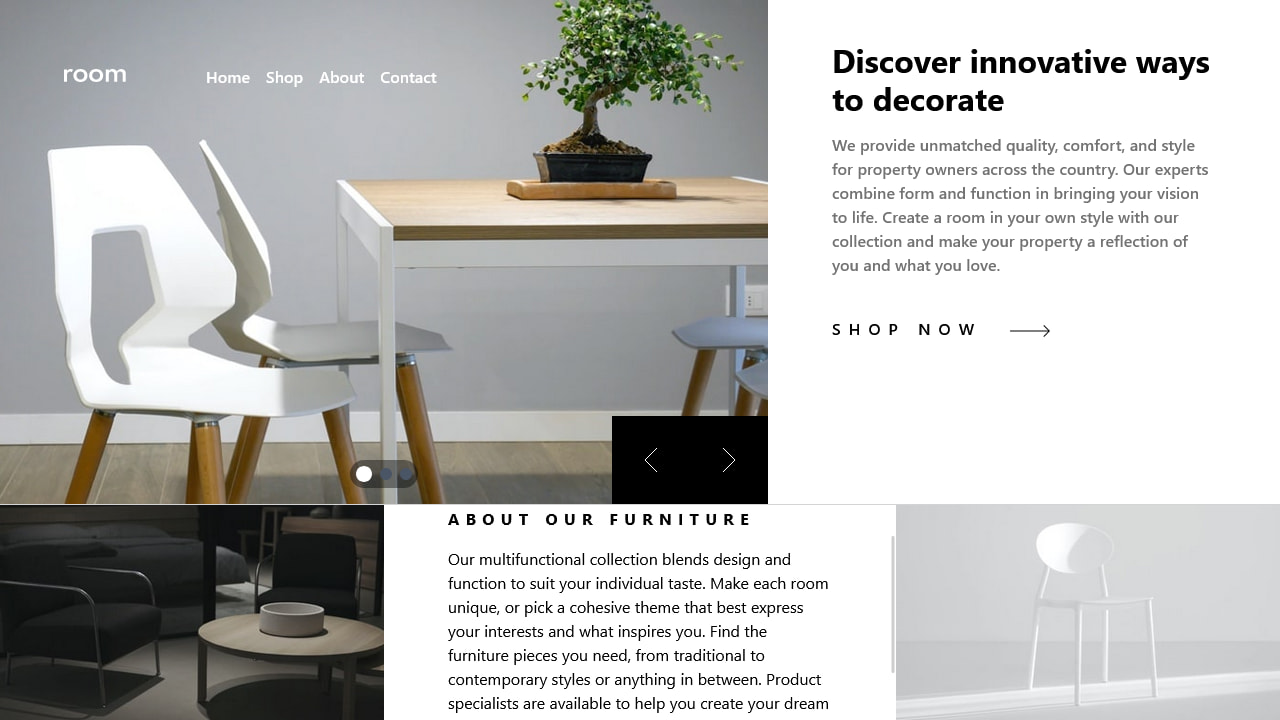 room
Home Shop About Contact
Discover innovative ways
to decorate
We provide unmatched quality, comfort, and style
for property owners across the country. Our experts
combine form and function in bringing your vision
to life. Create a room in your own style with our
collection and make your property a reflection of
you and what you love.
SHOP NOW
ABOUT OUR FURNITURE
Our multifunctional collection blends design and
function to suit your individual taste. Make each room
unique, or pick a cohesive theme that best express
your interests and what inspires you. Find the
furniture pieces you need, from traditional to
contemporary styles or anything in between. Product
specialists are available to help you create your dream